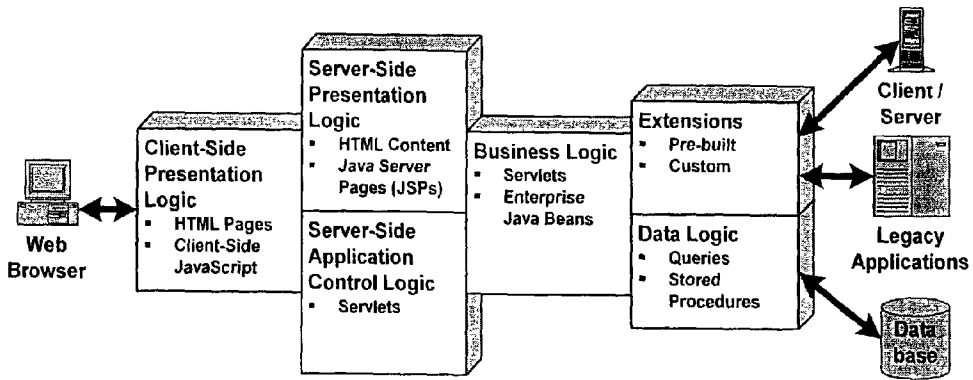 Web
Browser
Client-Side
Presentation
Logic
▪ HTML Pages
▪ Client-Side
JavaScript
Server-Side
Presentation
Logic
▪ HTML Content
▪ Java Server
Pages (JSPs)
Server-Side
Application
Control Logic
▪ Servlets
Business Logic
▪ Servlets
▪ Enterprise
Java Beans
Extensions
▪ Pre-built
▪ Custom
Data Logic
▪ Queries
▪ Stored
Procedures
Client /
Server
Legacy
Applications
Data
base